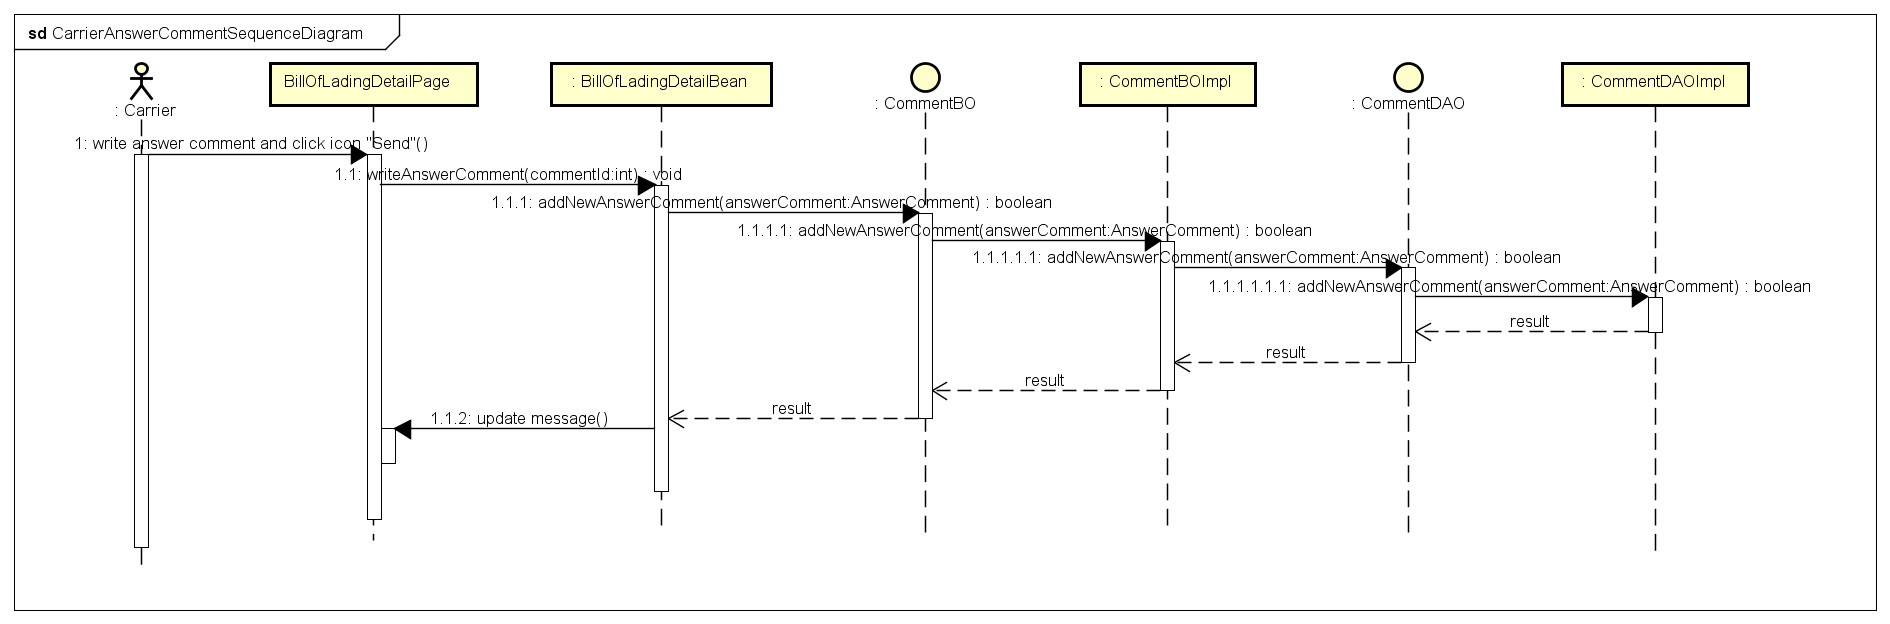 sd CarrierAnswerCommentSequenceDiagram
: Carrier
BillOfLadingDetailPage
: BillOfLadingDetailBean
: CommentBO
: CommentBOImpl
: CommentDAO
: CommentDAOImpl
1: write answer comment and click icon "Send"()
1.1: writeAnswerComment(commentId:int) : void
1.1.1: addNewAnswerComment(answerComment:AnswerComment) : boolean
1.1.1.1: addNewAnswerComment(answerComment:AnswerComment) : boolean
1.1.1.1.1: addNewAnswerComment(answerComment:AnswerComment) : boolean
1.1.1.1.1.1: addNewAnswerComment(answerComment:AnswerComment) : boolean
result
result
result
result
1.1.2: update message()